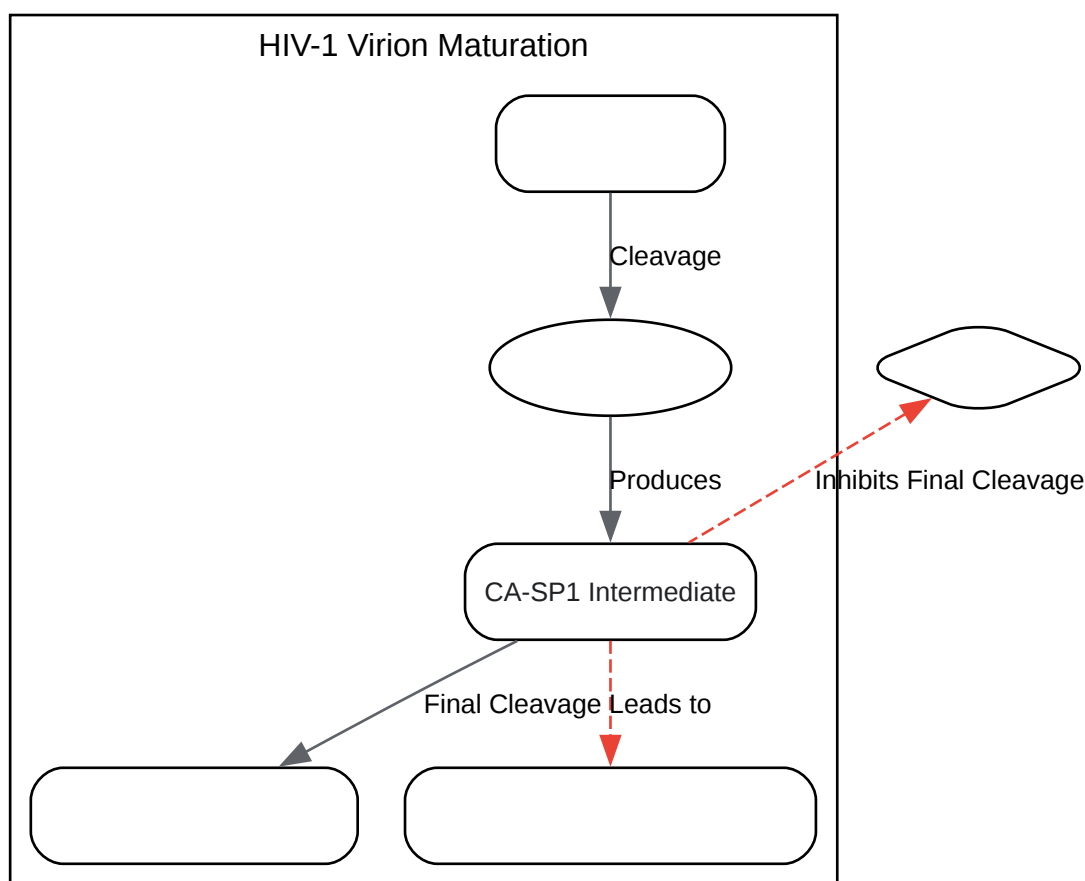 HIV-1 Virion Maturation
Cleavage
Produces
Inhibits Final Cleavage
CA-SP1 Intermediate
Final Cleavage Leads to